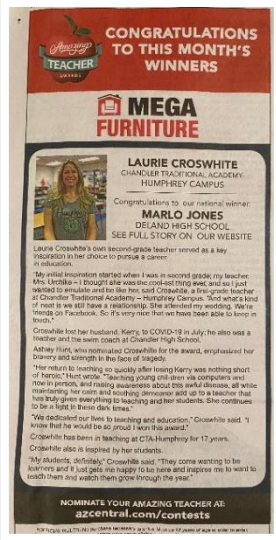 Amazing
TEACHER
AWARDS
CONGRATULATIONS
TO THIS MONTH'S
WINNERS
MEGA
FURNITURE
LAURIE CROSWHITE
CHANDLER TRADITIONAL ACADEMY-
HUMPHREY CAMPUS
Congratulations to our national winner:
MARLO JONES
DELAND HIGH SCHOOL
SEE FULL STORY ON OUR WEBSITE
Laurie Croswhite's own second-grade teacher served as a key
inspiration in her choice to pursue a career
in education.
"My initial inspiration started when I was in second grade; my teacher,
Mrs. Urchike – I thought she was the cool-est thing ever, and so I just
wanted to emulate and be like her, said Croswhite, a first-grade teacher
at Chandler Traditional Academy – Humphrey Campus. "And what's kind
of neat is we still have a relationship. She attended my wedding. We're
friends on Facebook. So it's very nice that we have been able to keep in
touch."
Croswhite lost her husband, Kerry, to COVID-19 in July; he also was a
teacher and the swim coach at Chandler High School.
Ashley Hunt, who nominated Croswhite for the award, emphasized her
bravery and strength in the face of tragedy.
"Her return to teaching so quickly after losing Kerry was nothing short
of heroic," Hunt wrote. "Teaching young children via computers and
now in person, and raising awareness about this awful disease, all while
maintaining her calm and soothing demeanor add up to a teacher that
has truly given everything to teaching and her students. She continues
to be a light in these dark times."
"We dedicated our lives to teaching and education," Croswhite said. "I
know that he would be so proud I won this award."
Croswhite has been in teaching at CTA-Humphrey for 17 years.
Croswhite also is inspired by her students.
"My students, definitely," Croswhite said. "They come wanting to be
learners and it just gets me happy to be here and inspires me to want to
teach them and watch them grow through the year."
NOMINATE YOUR AMAZING TEACHER AT:
azcentral.com/contests